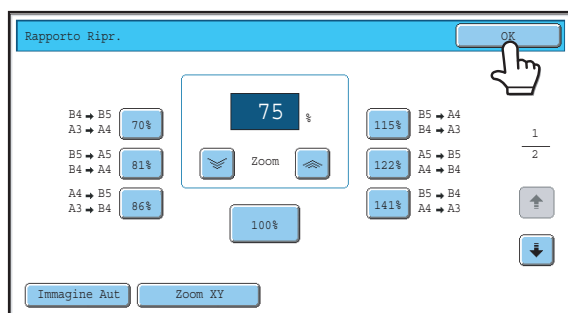 Rapporto Ripr.
OK
B4 → B5
A3 → A4
70%
B5 → A5
B4 → A4
81%
A4 → B5
A3 → B4
86%
75 %
Zoom
100%
115%
B5 → A4
B4 → A3
122%
A5 → B5
A4 → B4
141%
B5 → B4
A4 → A3
1
2
Immagine Aut
Zoom XY